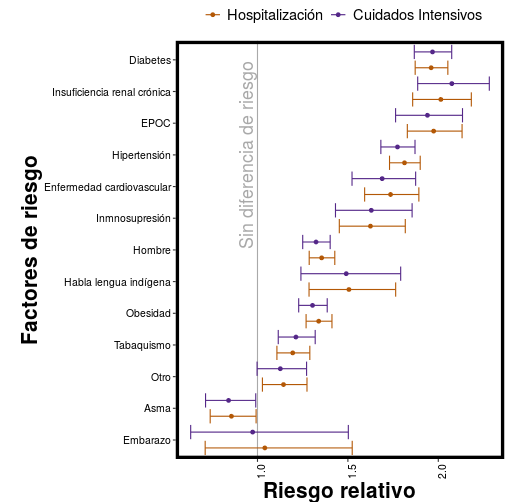 Hospitalización Cuidados Intensivos
Factores de riesgo
Diabetes
Insuficiencia renal crónica
EPOC
Hipertensión
Enfermedad cardiovascular
Inmnosupresión
Hombre
Habla lengua indígena
Obesidad
Tabaquismo
Otro
Asma
Embarazo
Sin diferencia de riesgo
1.0 1.5 2.0
Riesgo relativo